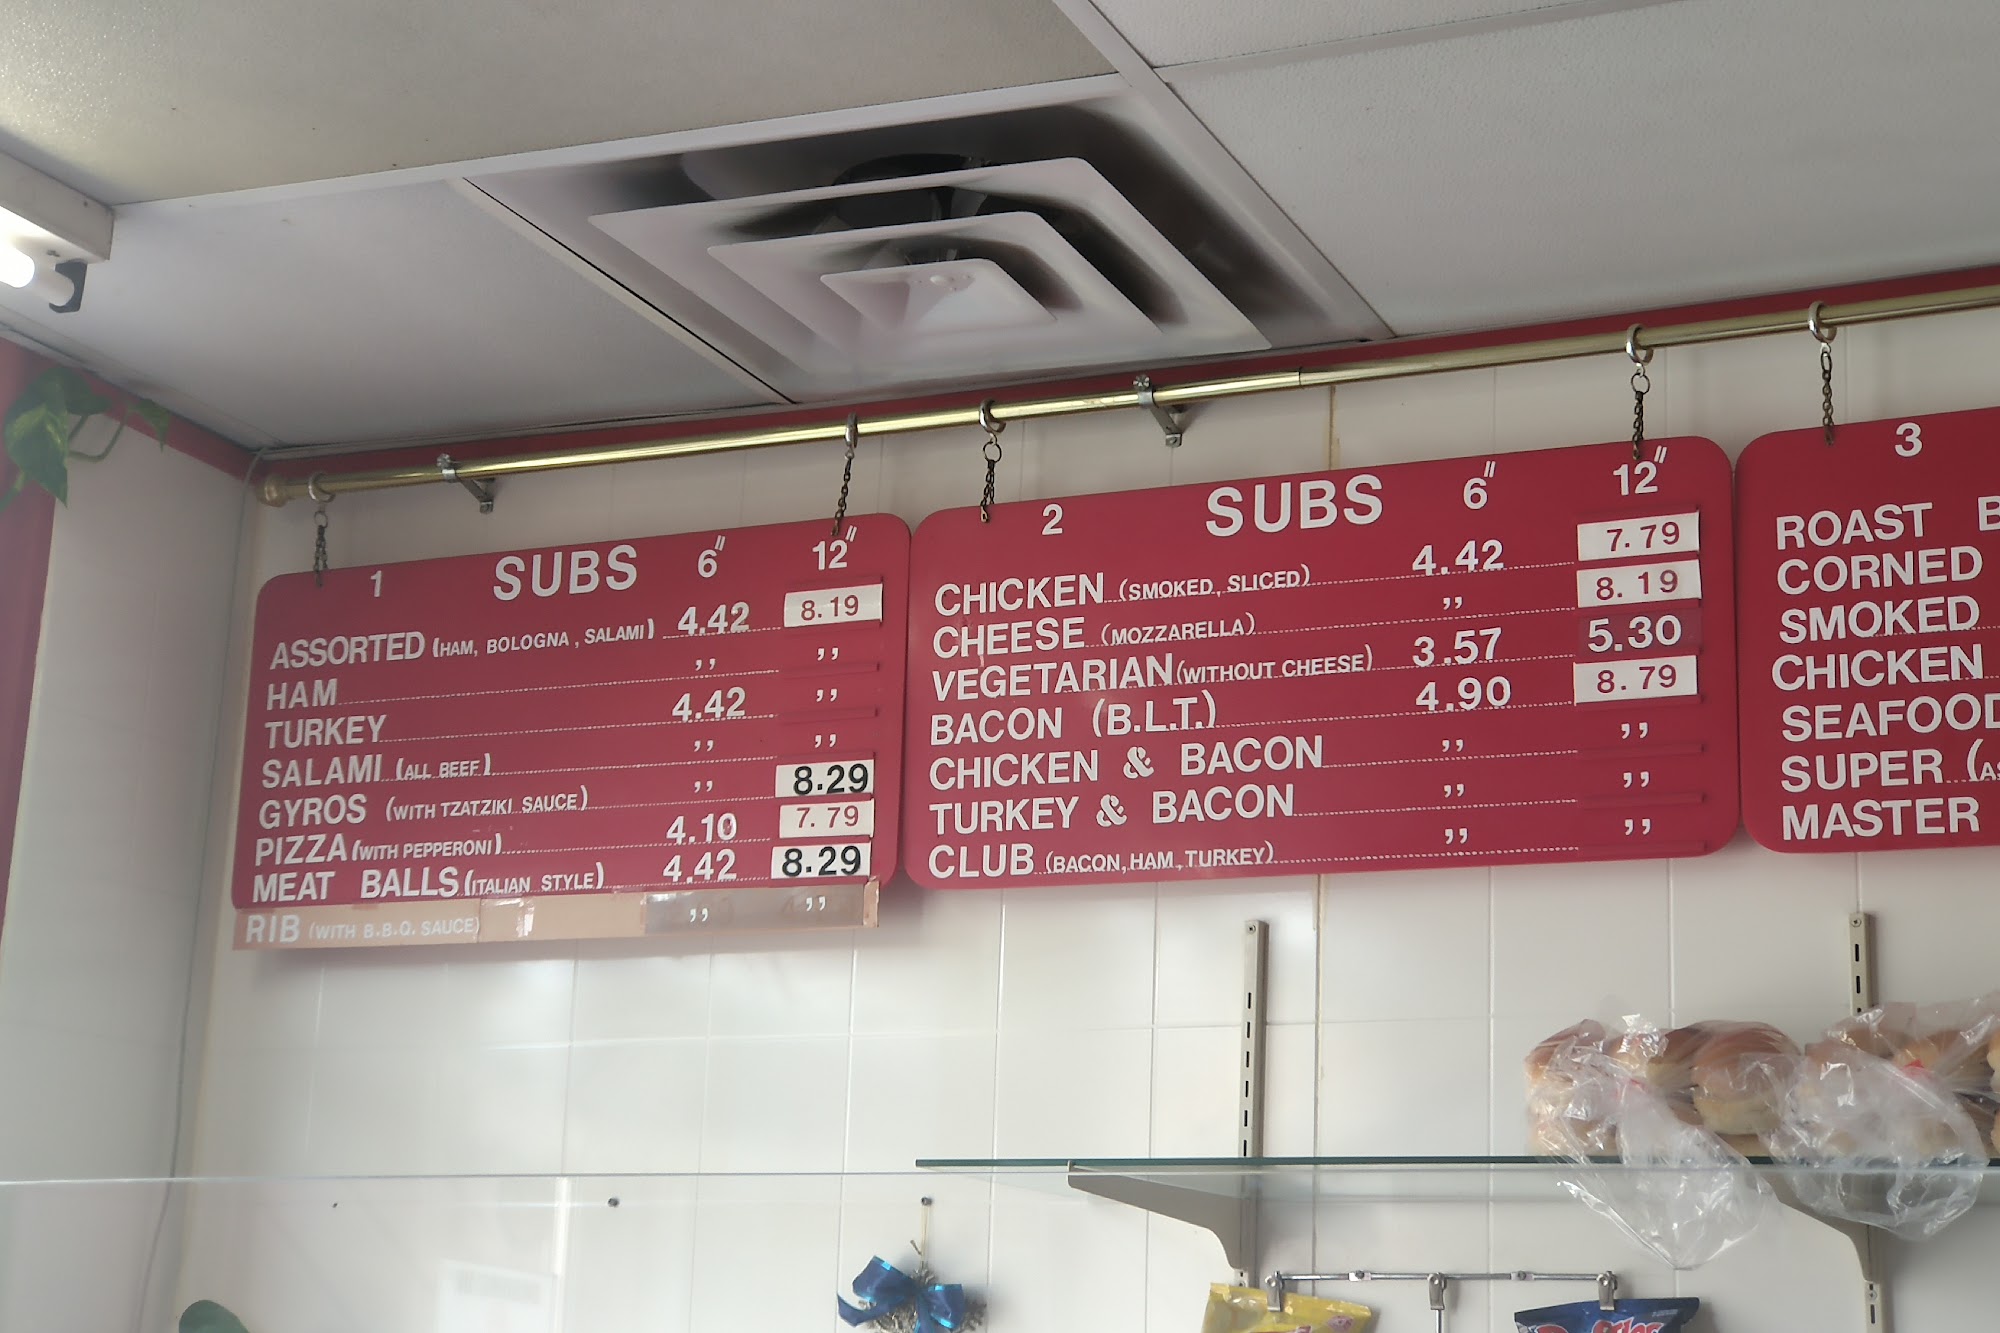 1 SUBS 6" 12"
ASSORTED (HAM, BOLOGNA, SALAMI) 4.42 8.19
HAM ,, ,,
TURKEY 4.42 ,,
SALAMI (ALL BEEF) ,, ,,
GYROS (WITH TZATZIKI SAUCE) ,, 8.29
PIZZA (WITH PEPPERONI) 4.10 7.79
MEAT BALLS (ITALIAN STYLE) 4.42 8.29
RIB (WITH B.B.Q. SAUCE) ,, ,,
2 SUBS 6" 12"
CHICKEN (SMOKED, SLICED) 4.42 7.79
CHEESE (MOZZARELLA) ,, 8.19
VEGETARIAN (WITHOUT CHEESE) 3.57 5.30
BACON (B.L.T.) 4.90 8.79
CHICKEN & BACON ,, ,,
TURKEY & BACON ,, ,,
CLUB (BACON, HAM, TURKEY) ,, ,,
3
ROAST B
CORNED
SMOKED
CHICKEN
SEAFOOD
SUPER (AS
MASTER